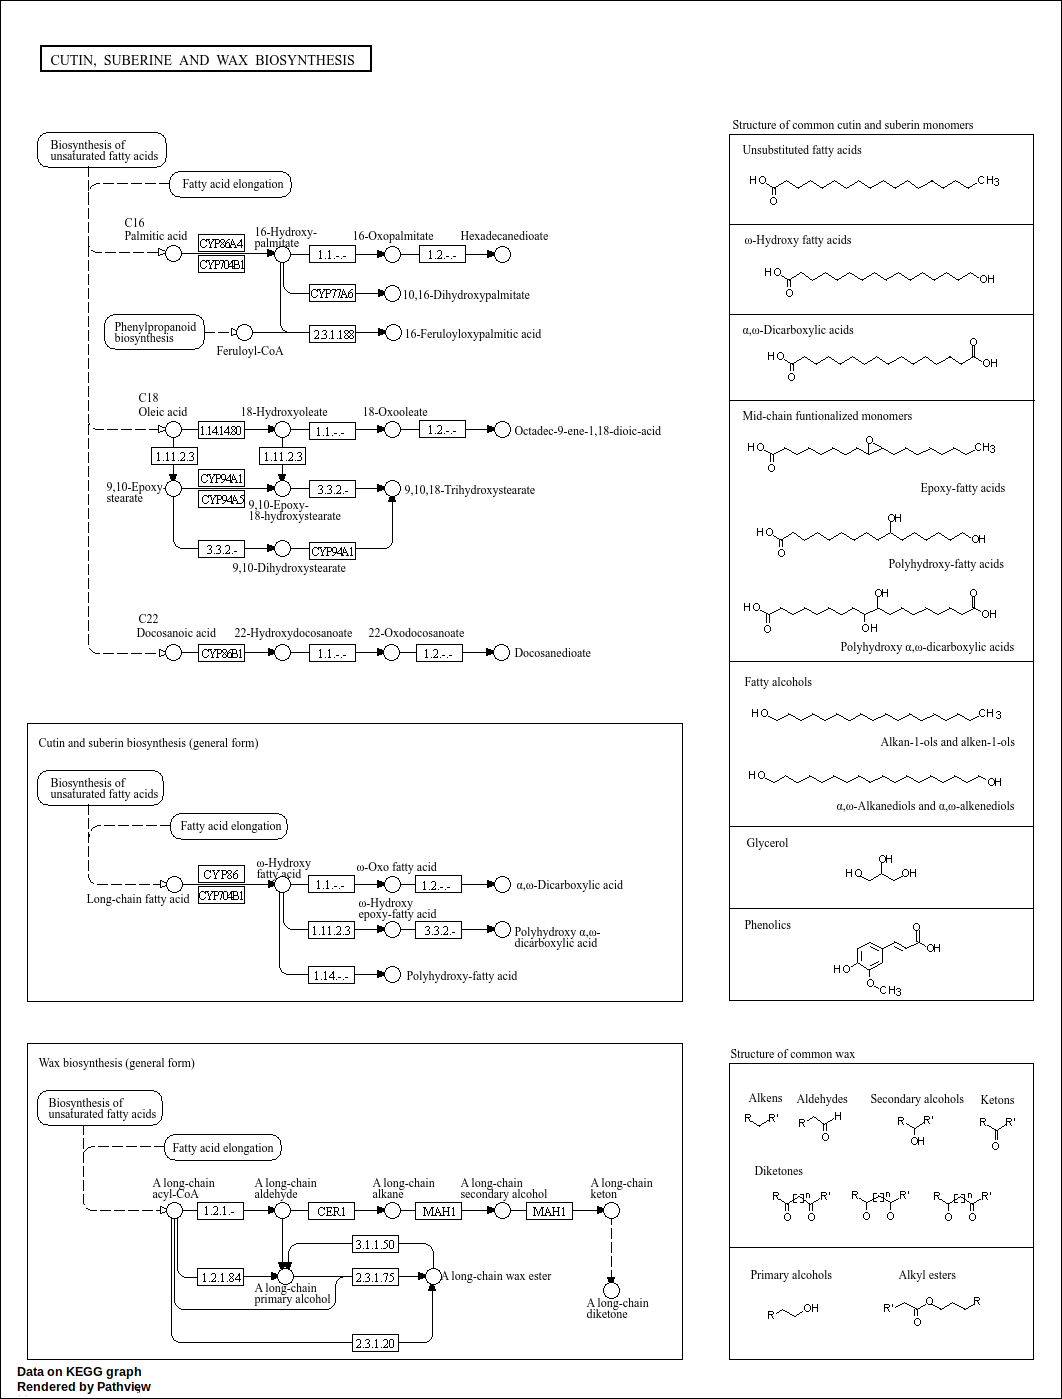 CUTIN, SUBERINE AND WAX BIOSYNTHESIS
Biosynthesis of
unsaturated fatty acids
Fatty acid elongation
C16
Palmitic acid
CYP86A4
CYP704B1
16-Hydroxy-
palmitate
1.1.-.-
16-Oxopalmitate
1.2.-.-
Hexadecanedioate
CYP77A6
10,16-Dihydroxypalmitate
Phenylpropanoid
biosynthesis
Feruloyl-CoA
2.3.1.188
16-Feruloyloxypalmitic acid
C18
Oleic acid
1.14.14.80
18-Hydroxyoleate
1.1.-.-
18-Oxooleate
1.2.-.-
Octadec-9-ene-1,18-dioic-acid
1.11.2.3
1.11.2.3
9,10-Epoxy-
stearate
CYP94A1
CYP94A5
9,10-Epoxy-
18-hydroxystearate
3.3.2.-
9,10,18-Trihydroxystearate
3.3.2.-
9,10-Dihydroxystearate
CYP94A1
C22
Docosanoic acid
CYP86B1
22-Hydroxydocosanoate
1.1.-.-
22-Oxodocosanoate
1.2.-.-
Docosanedioate
Cutin and suberin biosynthesis (general form)
Biosynthesis of
unsaturated fatty acids
Fatty acid elongation
Long-chain fatty acid
CYP86
CYP704B1
ω-Hydroxy
fatty acid
1.1.-.-
ω-Oxo fatty acid
1.2.-.-
α,ω-Dicarboxylic acid
1.11.2.3
ω-Hydroxy
epoxy-fatty acid
3.3.2.-
Polyhydroxy α,ω-
dicarboxylic acid
1.14.-.-
Polyhydroxy-fatty acid
Wax biosynthesis (general form)
Biosynthesis of
unsaturated fatty acids
Fatty acid elongation
A long-chain
acyl-CoA
1.2.1.-
A long-chain
aldehyde
CER1
A long-chain
alkane
MAH1
A long-chain
secondary alcohol
MAH1
A long-chain
keton
3.1.1.50
1.2.1.84
A long-chain
primary alcohol
2.3.1.75
A long-chain wax ester
A long-chain
diketone
2.3.1.20
Structure of common cutin and suberin monomers
Unsubstituted fatty acids
HO
O
CH3
ω-Hydroxy fatty acids
HO
O
OH
α,ω-Dicarboxylic acids
HO
O
O
OH
Mid-chain funtionalized monomers
HO
O
O
CH3
Epoxy-fatty acids
HO
O
OH
OH
Polyhydroxy-fatty acids
HO
O
OH
OH
O
OH
Polyhydroxy α,ω-dicarboxylic acids
Fatty alcohols
HO
CH3
Alkan-1-ols and alken-1-ols
HO
OH
α,ω-Alkanediols and α,ω-alkenediols
Glycerol
HO
OH
OH
Phenolics
HO
O
CH3
O
OH
Structure of common wax
Alkens
R
R'
Aldehydes
R
O
H
Secondary alcohols
R
R'
OH
Ketons
R
R'
O
Diketones
R
[ ]n
R'
O
O
R
[ ]n
R'
O
O
R
[ ]n
R'
O
O
Primary alcohols
R
OH
Alkyl esters
R'
O
O
R
Data on KEGG graph
Rendered by Pathview